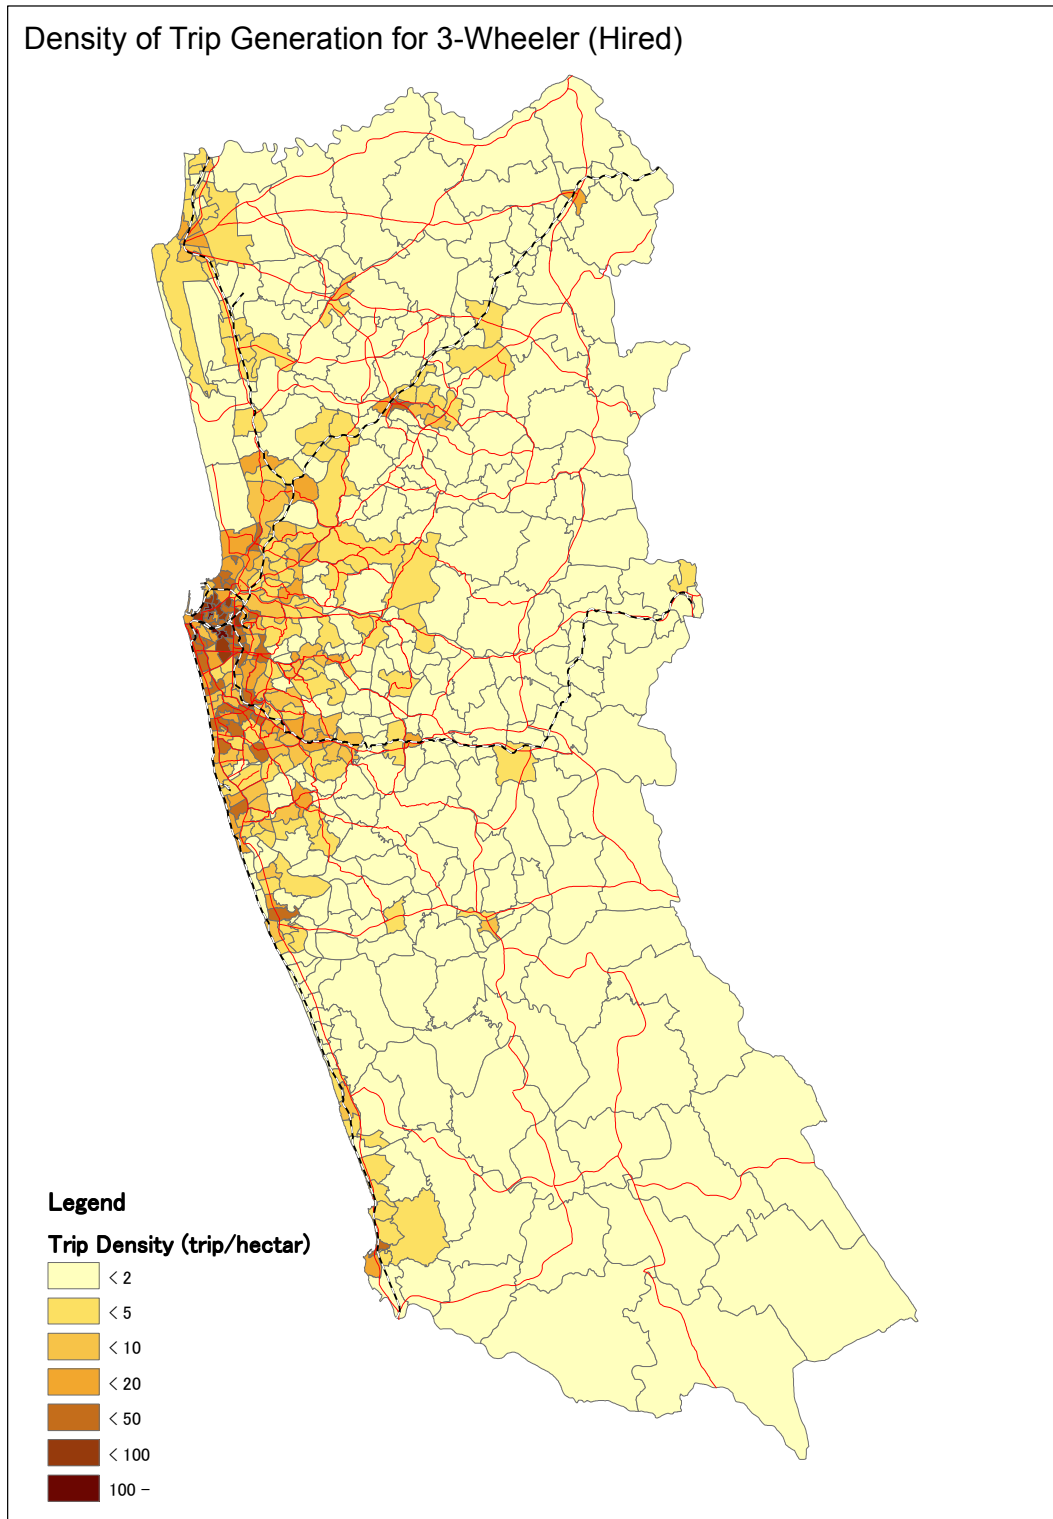 Density of Trip Generation for 3-Wheeler (Hired)
Legend
Trip Density (trip/hectar)
< 2
< 5
< 10
< 20
< 50
< 100
100 -